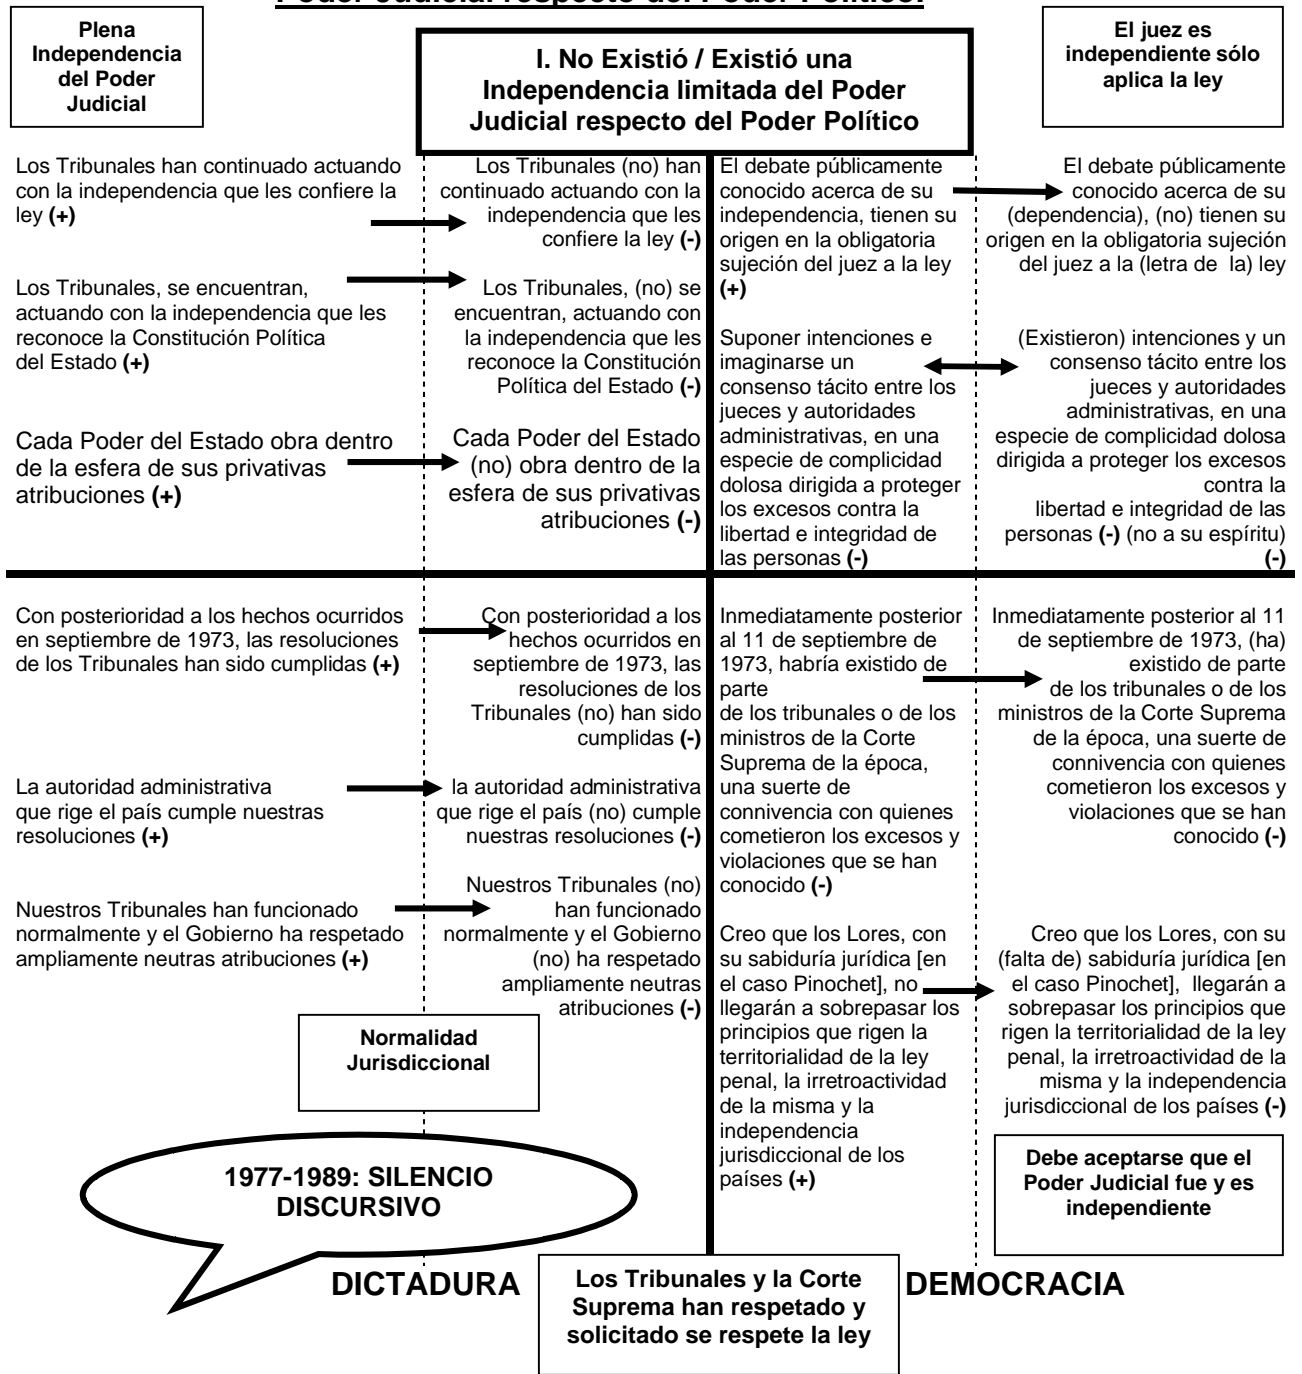 Poder Judicial respecto del Poder Político.
Plena
Independencia
del Poder
Judicial
I. No Existió / Existió una
Independencia limitada del Poder
Judicial respecto del Poder Político
El juez es
independiente sólo
aplica la ley
Los Tribunales han continuado actuando
con la independencia que les confiere la
ley (+)
Los Tribunales, se encuentran,
actuando con la independencia que les
reconoce la Constitución Política
del Estado (+)
Cada Poder del Estado obra dentro
de la esfera de sus privativas
atribuciones (+)
Los Tribunales (no) han
continuado actuando con la
independencia que les
confiere la ley (-)
Los Tribunales, (no) se
encuentran, actuando con
la independencia que les
reconoce la Constitución
Política del Estado (-)
Cada Poder del Estado
(no) obra dentro de la
esfera de sus privativas
atribuciones (-)
El debate públicamente
conocido acerca de su
independencia, tienen su
origen en la obligatoria
sujeción del juez a la ley
(+)
Suponer intenciones e
imaginarse un
consenso tácito entre los
jueces y autoridades
administrativas, en una
especie de complicidad
dolosa dirigida a proteger
los excesos contra la
libertad e integridad de
las personas (-)
El debate públicamente
conocido acerca de su
(dependencia), (no) tienen su
origen en la obligatoria sujeción
del juez a la (letra de  la) ley
(Existieron) intenciones y un
consenso tácito entre los
jueces y autoridades
administrativas, en una
especie de complicidad dolosa
dirigida a proteger los excesos
contra la
libertad e integridad de las
personas (-) (no a su espíritu)
(-)
Con posterioridad a los hechos ocurridos
en septiembre de 1973, las resoluciones
de los Tribunales han sido cumplidas (+)
La autoridad administrativa
que rige el país cumple nuestras
resoluciones (+)
Nuestros Tribunales han funcionado
normalmente y el Gobierno ha respetado
ampliamente neutras atribuciones (+)
Con posterioridad a los
hechos ocurridos en
septiembre de 1973, las
resoluciones de los
Tribunales (no) han sido
cumplidas (-)
la autoridad administrativa
que rige el país (no) cumple
nuestras resoluciones (-)
Nuestros Tribunales (no)
han funcionado
normalmente y el Gobierno
(no) ha respetado
ampliamente neutras
atribuciones (-)
Inmediatamente posterior
al 11 de septiembre de
1973, habría existido de
parte
de los tribunales o de los
ministros de la Corte
Suprema de la época,
una suerte de
connivencia con quienes
cometieron los excesos y
violaciones que se han
conocido (-)
Creo que los Lores, con
su sabiduría jurídica [en
el caso Pinochet], no
llegarán a sobrepasar los
principios que rigen la
territorialidad de la ley
penal, la irretroactividad
de la misma y la
independencia
jurisdiccional de los
países (+)
Inmediatamente posterior al 11
de septiembre de 1973, (ha)
existido de parte
de los tribunales o de los
ministros de la Corte Suprema
de la época, una suerte de
connivencia con quienes
cometieron los excesos y
violaciones que se han
conocido (-)
Creo que los Lores, con su
(falta de) sabiduría jurídica [en
el caso Pinochet],  llegarán a
sobrepasar los principios que
rigen la territorialidad de la ley
penal, la irretroactividad de la
misma y la independencia
jurisdiccional de los países (-)
Normalidad
Jurisdiccional
1977-1989: SILENCIO
DISCURSIVO
Debe aceptarse que el
Poder Judicial fue y es
independiente
DICTADURA
Los Tribunales y la Corte
Suprema han respetado y
solicitado se respete la ley
DEMOCRACIA